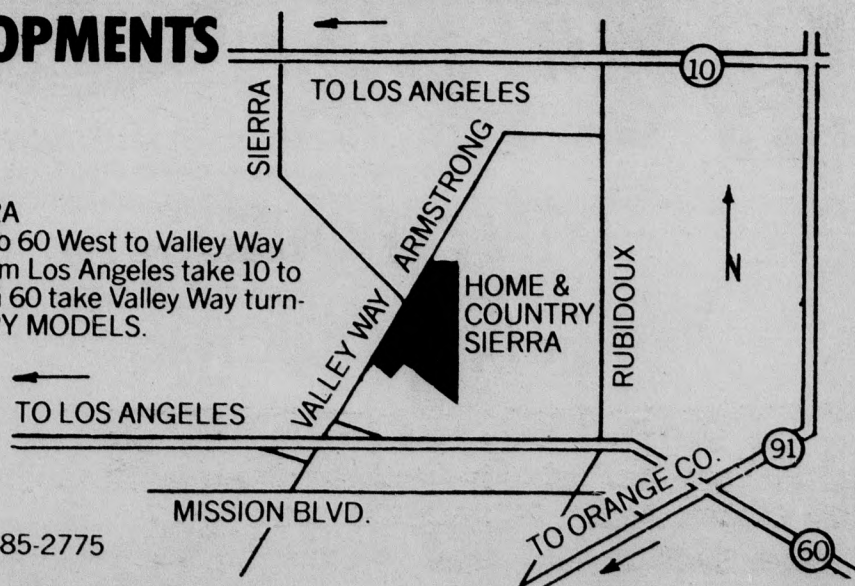 OPMENTS
10
SIERRA
TO LOS ANGELES
ARMSTRONG
RA
o 60 West to Valley Way
m Los Angeles take 10 to
60 take Valley Way turn-
PY MODELS.
N
HOME &
COUNTRY
SIERRA
RUBIDOUX
VALLEY WAY
TO LOS ANGELES
91
TO ORANGE CO.
MISSION BLVD.
85-2775
60